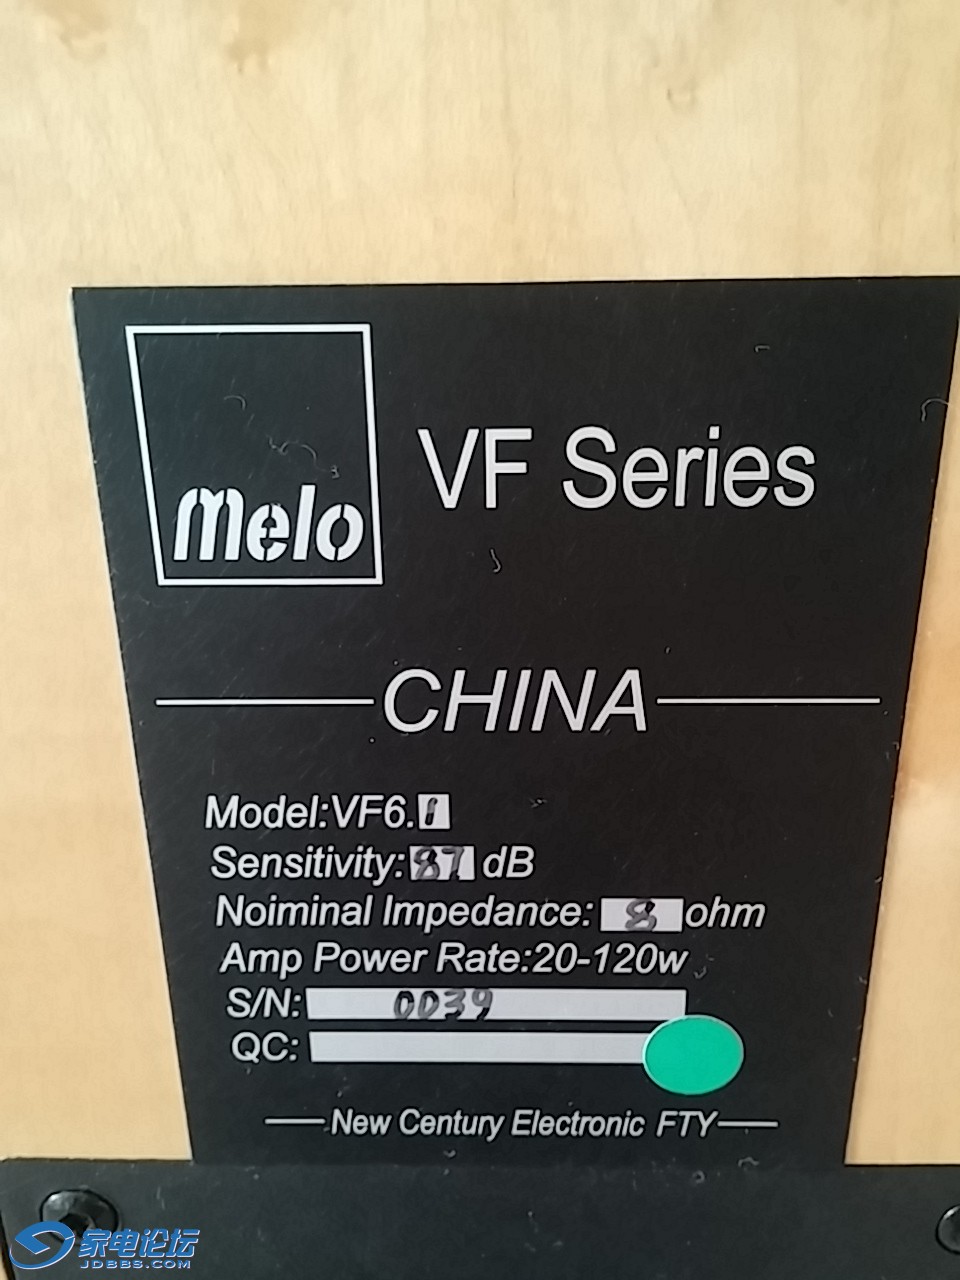 melo
VF Series
CHINA
Model:VF6.1
Sensitivity:87 dB
Noiminal Impedance: 8 ohm
Amp Power Rate:20-120w
S/N: 0039
QC:
New Century Electronic FTY
家电论坛
JDBBS.COM